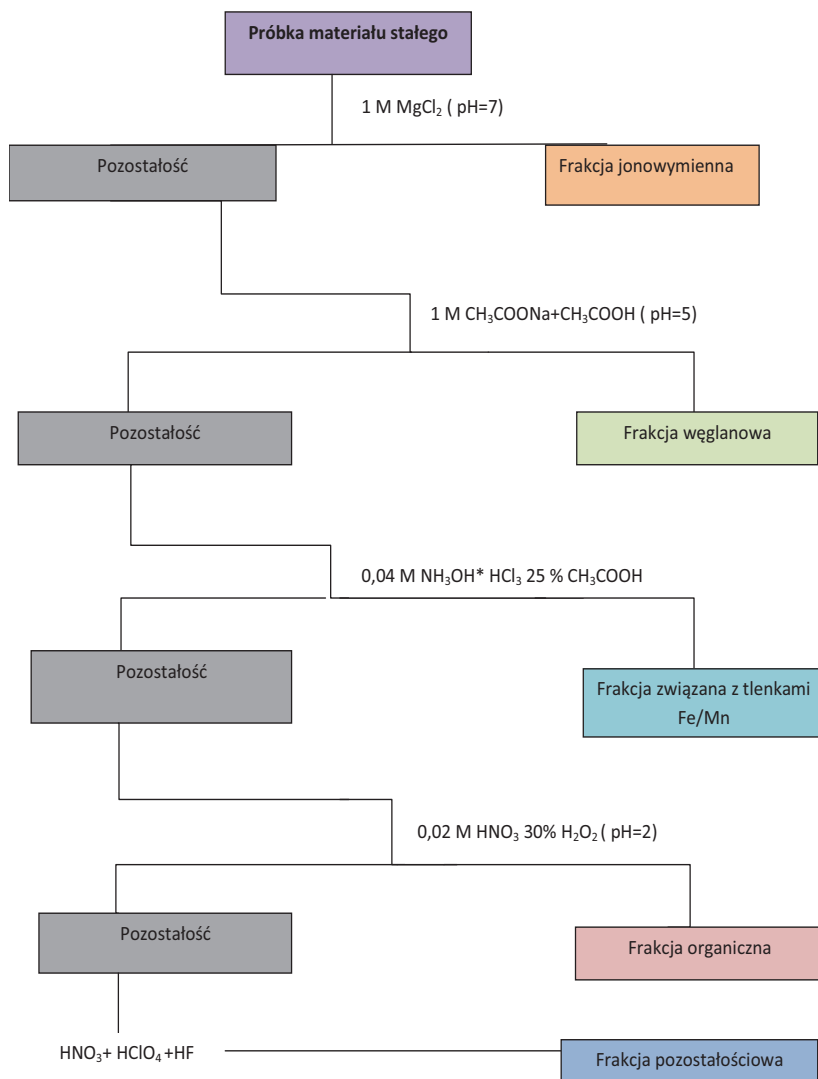 Próbka materiału stałego
1 M MgCl₂ ( pH=7)
Pozostałość
Frakcja jonowymienna
1 M CH₃COONa+CH₃COOH ( pH=5)
Pozostałość
Frakcja węglanowa
0,04 M NH₃OH* HCl₃ 25 % CH₃COOH
Pozostałość
Frakcja związana z tlenkami
Fe/Mn
0,02 M HNO₃ 30% H₂O₂ ( pH=2)
Pozostałość
Frakcja organiczna
HNO₃+ HClO₄ +HF
Frakcja pozostałościowa